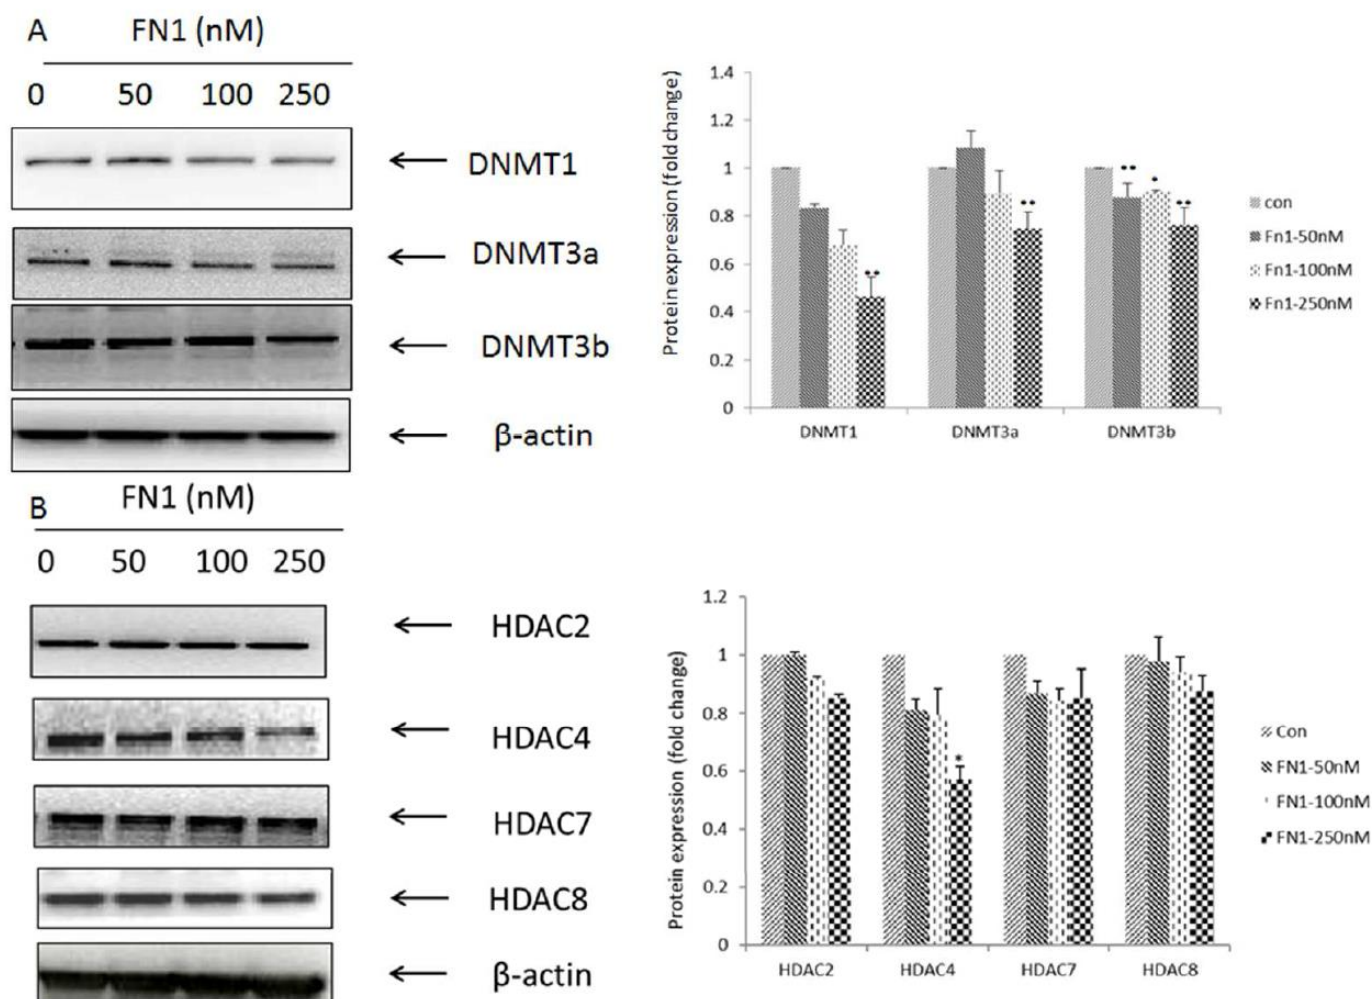 A
FN1 (nM)
0 50 100 250
DNMT1
DNMT3a
DNMT3b
β-actin
Protein expression (fold change)
1.4
1.2
1
0.8
0.6
0.4
0.2
0
** ** ** * **
DNMT1 DNMT3a DNMT3b
con
Fn1-50nM
Fn1-100nM
Fn1-250nM
B
FN1 (nM)
0 50 100 250
HDAC2
HDAC4
HDAC7
HDAC8
β-actin
Protein expression (fold change)
1.2
1
0.8
0.6
0.4
0.2
0
*
HDAC2 HDAC4 HDAC7 HDAC8
Con
FN1-50nM
FN1-100nM
FN1-250nM